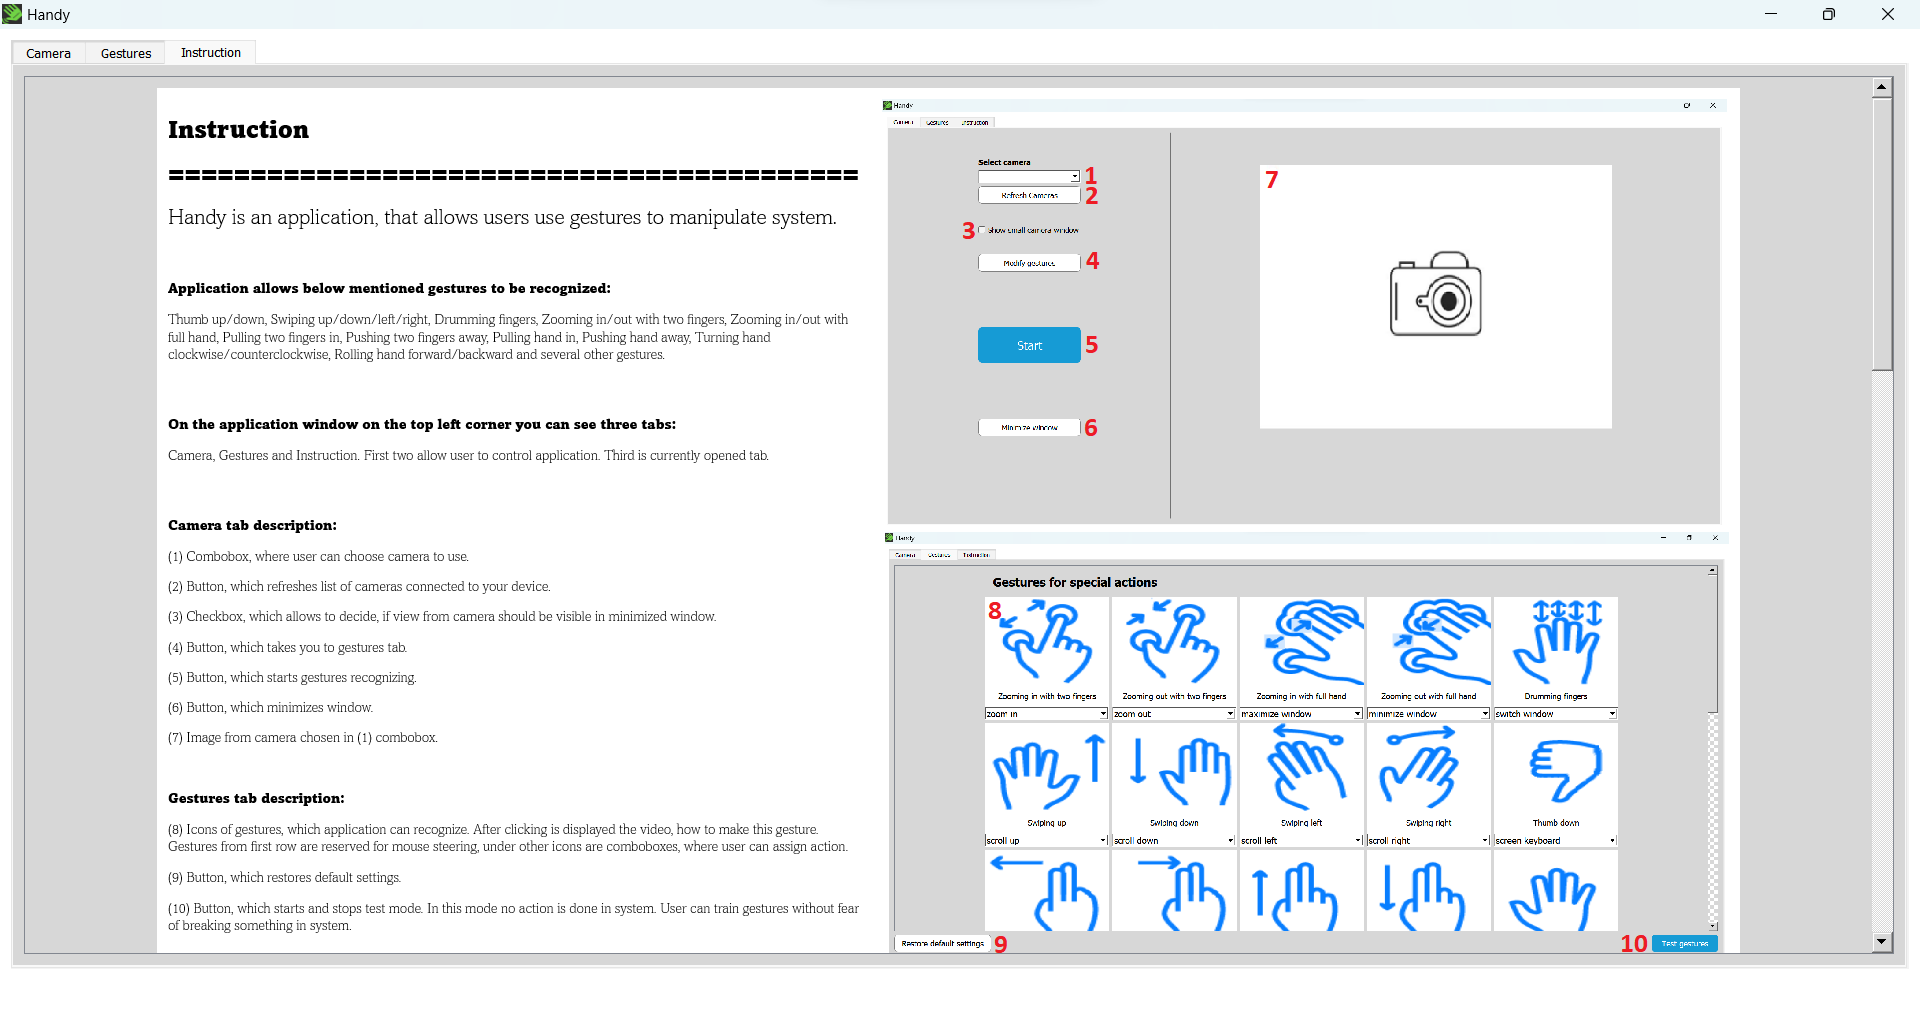 Handy
Camera Gestures Instruction
Instruction
==========================================
Handy is an application, that allows users use gestures to manipulate system.
Application allows below mentioned gestures to be recognized:
Thumb up/down, Swiping up/down/left/right, Drumming fingers, Zooming in/out with two fingers, Zooming in/out with
full hand, Pulling two fingers in, Pushing two fingers away, Pulling hand in, Pushing hand away, Turning hand
clockwise/counterclockwise, Rolling hand forward/backward and several other gestures.
On the application window on the top left corner you can see three tabs:
Camera, Gestures and Instruction. First two allow user to control application. Third is currently opened tab.
Camera tab description:
(1) Combobox, where user can choose camera to use.
(2) Button, which refreshes list of cameras connected to your device.
(3) Checkbox, which allows to decide, if view from camera should be visible in minimized window.
(4) Button, which takes you to gestures tab.
(5) Button, which starts gestures recognizing.
(6) Button, which minimizes window.
(7) Image from camera chosen in (1) combobox.
Gestures tab description:
(8) Icons of gestures, which application can recognize. After clicking is displayed the video, how to make this gesture.
Gestures from first row are reserved for mouse steering, under other icons are comboboxes, where user can assign action.
(9) Button, which restores default settings.
(10) Button, which starts and stops test mode. In this mode no action is done in system. User can train gestures without fear
of breaking something in system.
Handy
Camera Gestures Instruction
Select camera
1
Refresh Cameras 2
3 Show small camera window
Modify gestures 4
Start 5
Minimize window 6
7
Handy
Camera Gestures Instruction
Gestures for special actions
8
Zooming in with two fingers Zooming out with two fingers Zooming in with full hand Zooming out with full hand Drumming fingers
zoom in zoom out maximize window minimize window switch window
Swiping up Swiping down Swiping left Swiping right Thumb down
scroll up scroll down scroll left scroll right screen keyboard
Restore default settings 9
10 Test gestures